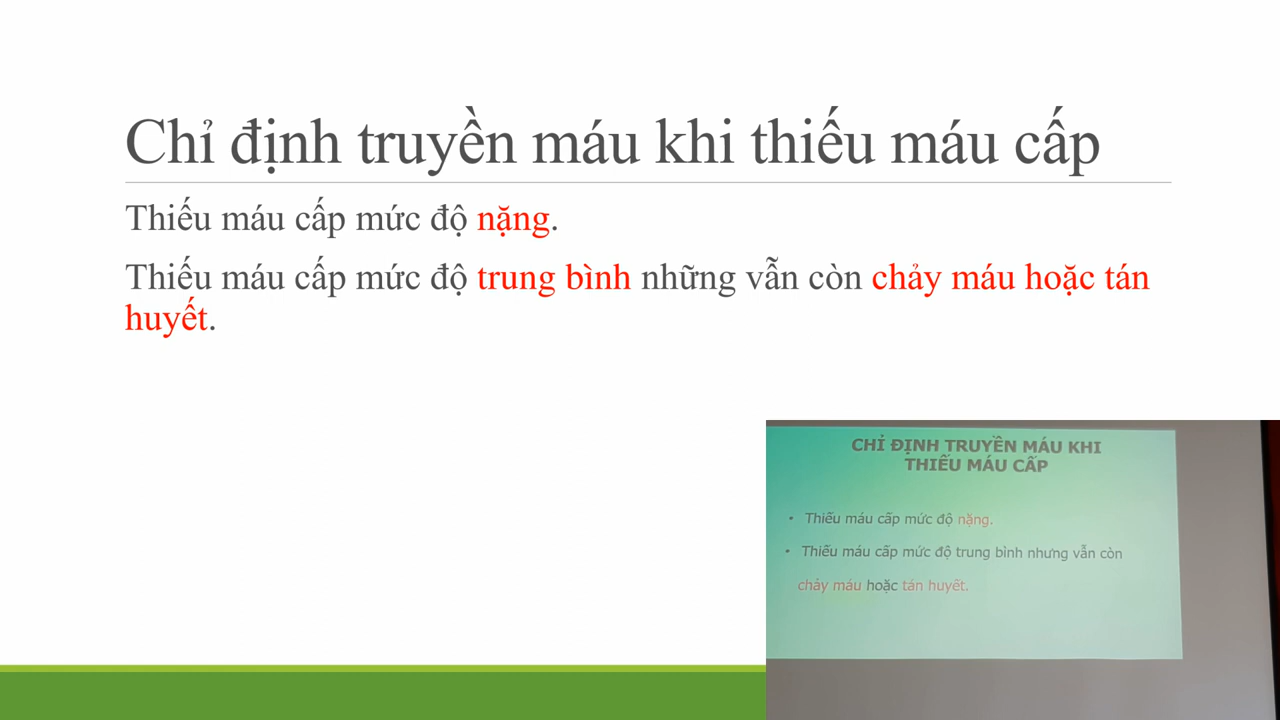 Chỉ định truyền máu khi thiếu máu cấp
Thiếu máu cấp mức độ nặng.
Thiếu máu cấp mức độ trung bình những vẫn còn chảy máu hoặc tán
huyết.
CHỈ ĐỊNH TRUYỀN MÁU KHI
THIẾU MÁU CẤP
• Thiếu máu cấp mức độ nặng.
• Thiếu máu cấp mức độ trung bình nhưng vẫn còn
chảy máu hoặc tán huyết.